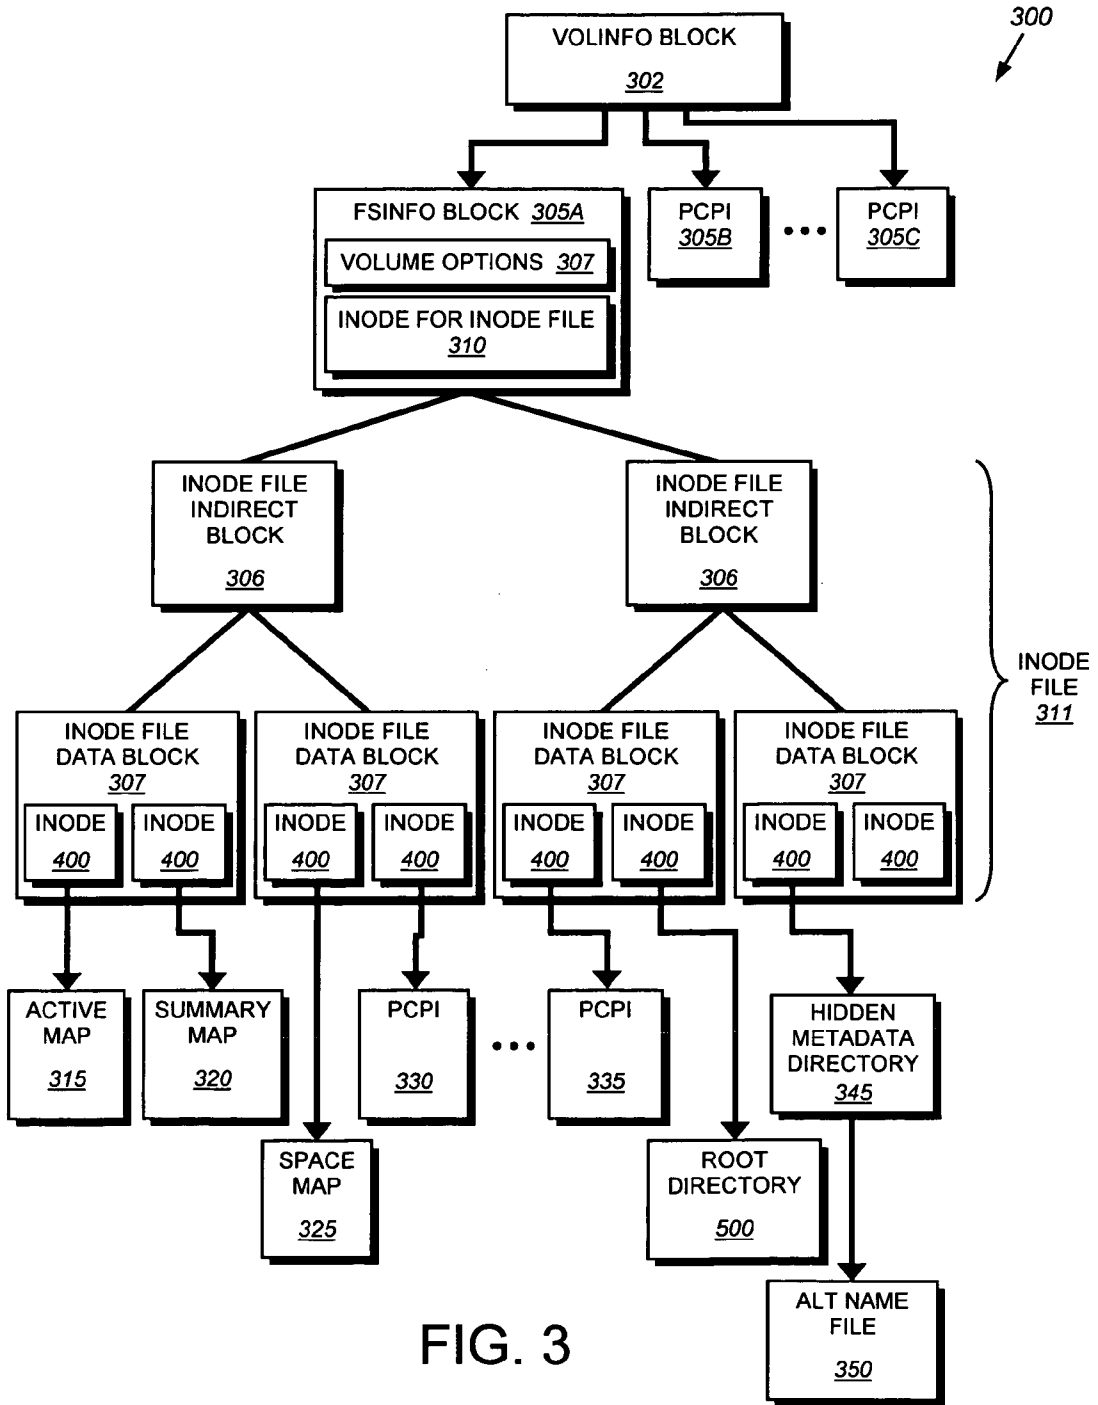 300
VOLINFO BLOCK
302
FSINFO BLOCK 305A
VOLUME OPTIONS 307
INODE FOR INODE FILE
310
PCPI
305B
PCPI
305C
INODE FILE
INDIRECT
BLOCK
306
INODE FILE
INDIRECT
BLOCK
306
INODE
FILE
311
INODE FILE
DATA BLOCK
307
INODE
400
INODE
400
INODE FILE
DATA BLOCK
307
INODE
400
INODE
400
INODE FILE
DATA BLOCK
307
INODE
400
INODE
400
INODE FILE
DATA BLOCK
307
INODE
400
INODE
400
ACTIVE
MAP
315
SUMMARY
MAP
320
PCPI
330
PCPI
335
HIDDEN
METADATA
DIRECTORY
345
SPACE
MAP
325
ROOT
DIRECTORY
500
ALT NAME
FILE
350
FIG. 3